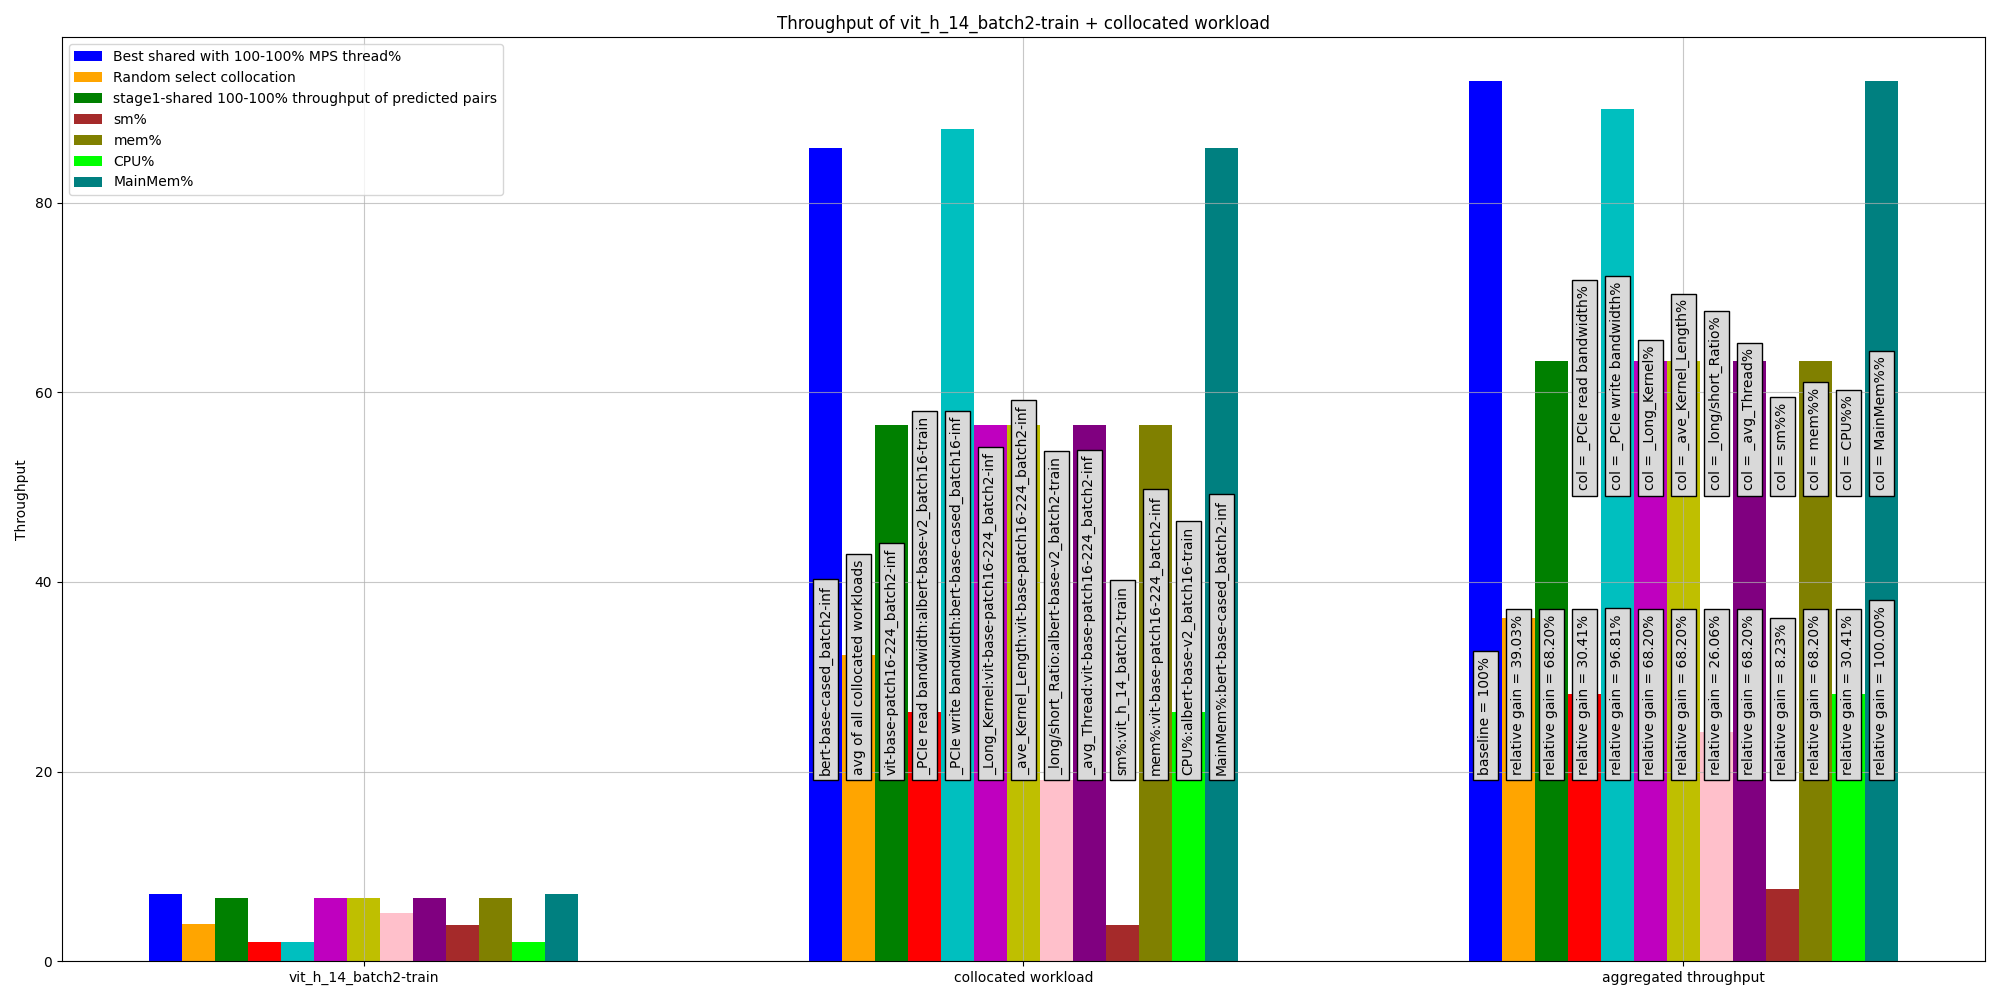 Throughput of vit_h_14_batch2-train + collocated workload
Best shared with 100-100% MPS thread%
Random select collocation
stage1-shared 100-100% throughput of predicted pairs
sm%
mem%
CPU%
MainMem%
Throughput
80
60
40
20
0
bert-base-cased_batch2-inf
avg of all collocated workloads
vit-base-patch16-224_batch2-inf
_PCIe read bandwidth:albert-base-v2_batch16-train
_PCIe write bandwidth:bert-base-cased_batch16-inf
_Long_Kernel:vit-base-patch16-224_batch2-inf
_ave_Kernel_Length:vit-base-patch16-224_batch2-inf
_long/short_Ratio:albert-base-v2_batch2-train
_avg_Thread:vit-base-patch16-224_batch2-inf
sm%:vit_h_14_batch2-train
mem%:vit-base-patch16-224_batch2-inf
CPU%:albert-base-v2_batch16-train
MainMem%:bert-base-cased_batch2-inf
col = _PCIe read bandwidth%
col = _PCIe write bandwidth%
col = _Long_Kernel%
col = _ave_Kernel_Length%
col = _long/short_Ratio%
col = _avg_Thread%
col = sm%%
col = mem%%
col = CPU%%
col = MainMem%%
baseline = 100%
relative gain = 39.03%
relative gain = 68.20%
relative gain = 30.41%
relative gain = 96.81%
relative gain = 68.20%
relative gain = 68.20%
relative gain = 26.06%
relative gain = 68.20%
relative gain = 8.23%
relative gain = 68.20%
relative gain = 30.41%
relative gain = 100.00%
vit_h_14_batch2-train
collocated workload
aggregated throughput